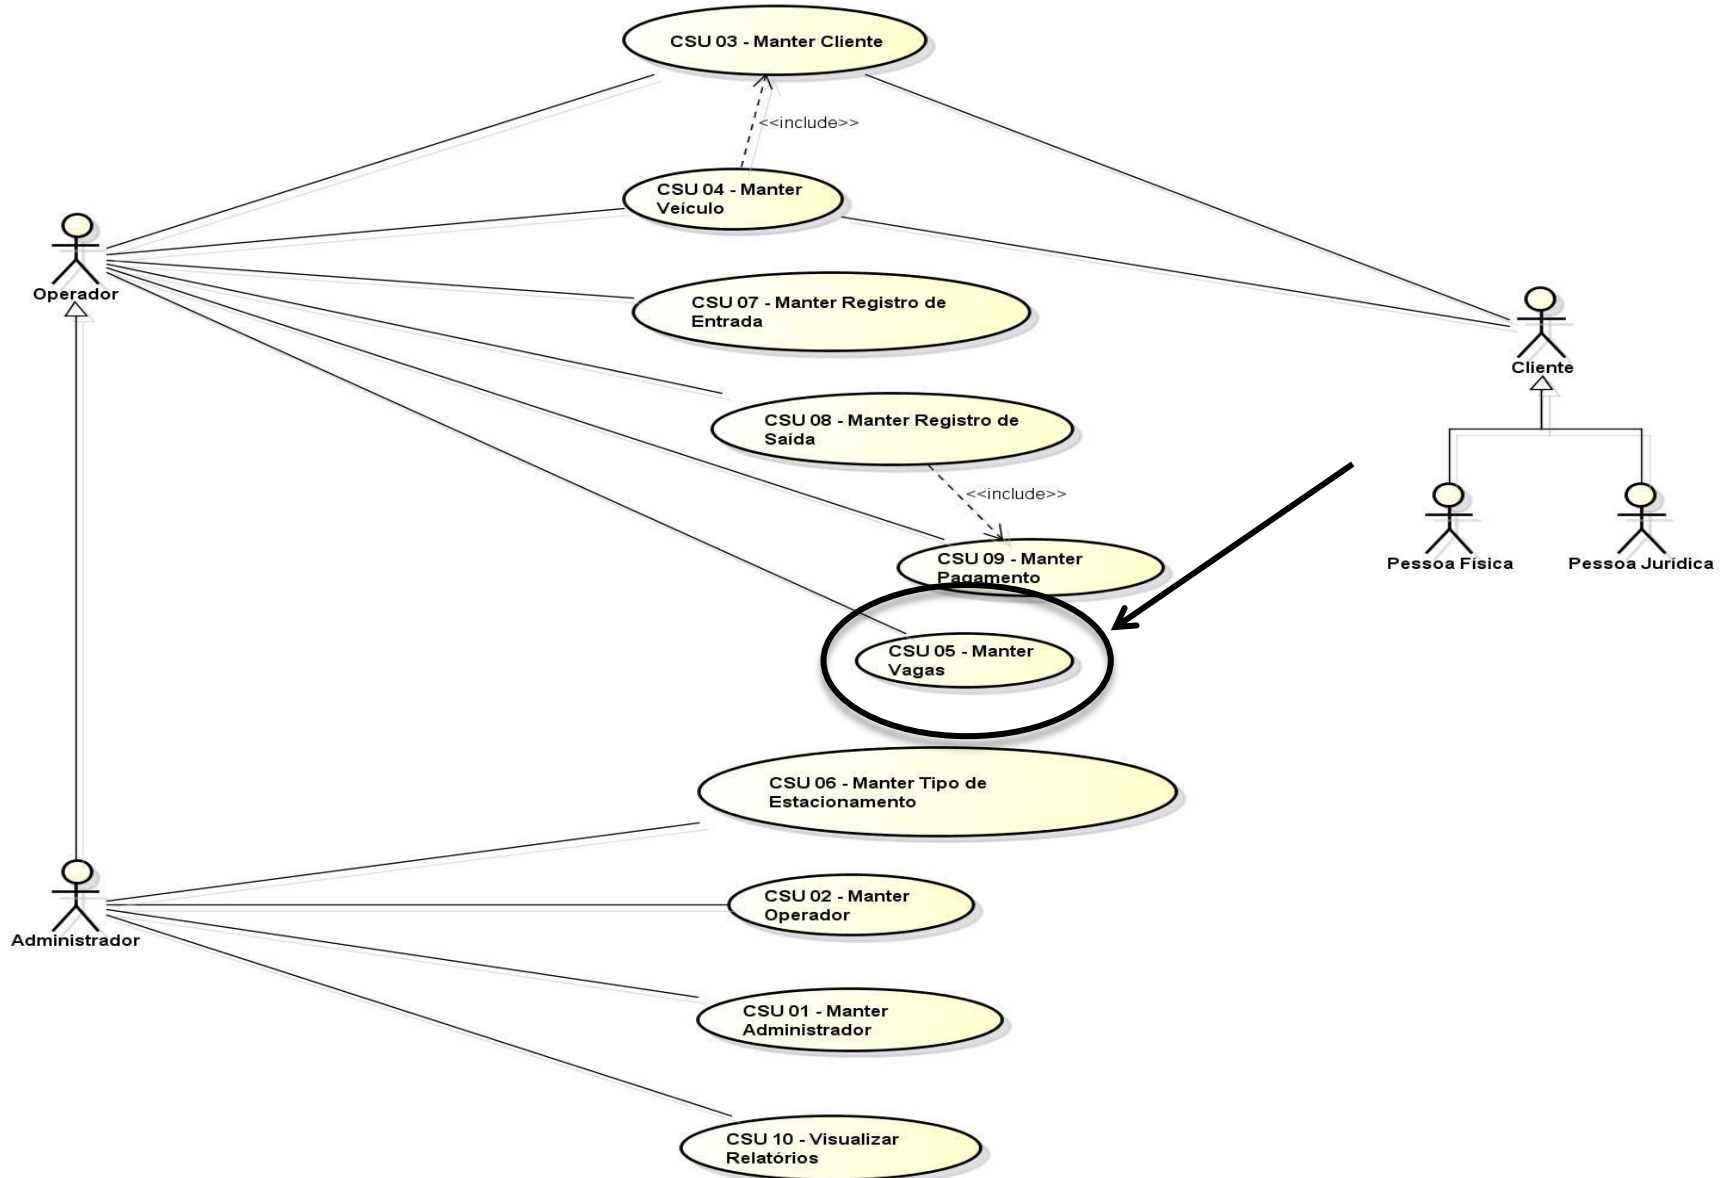 CSU 03 - Manter Cliente
<<include>>
CSU 04 - Manter
Veículo
Operador
CSU 07 - Manter Registro de
Entrada
Cliente
CSU 08 - Manter Registro de
Saída
<<include>>
Pessoa Física
Pessoa Jurídica
CSU 09 - Manter
Pagamento
CSU 05 - Manter
Vagas
CSU 06 - Manter Tipo de
Estacionamento
CSU 02 - Manter
Operador
Administrador
CSU 01 - Manter
Administrador
CSU 10 - Visualizar
Relatórios